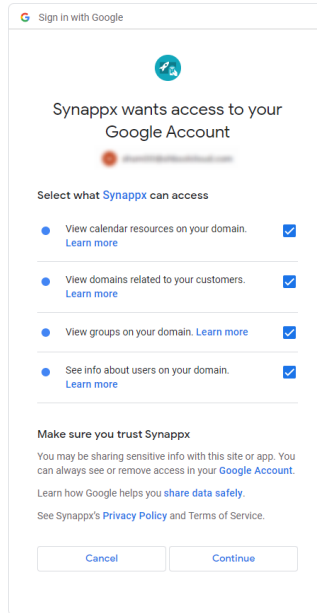 Sign in with Google
Synappx wants access to your
Google Account
Select what Synappx can access
View calendar resources on your domain.
Learn more
View domains related to your customers.
Learn more
View groups on your domain. Learn more
See info about users on your domain.
Learn more
Make sure you trust Synappx
You may be sharing sensitive info with this site or app. You
can always see or remove access in your Google Account.
Learn how Google helps you share data safely.
See Synappx's Privacy Policy and Terms of Service.
Cancel
Continue